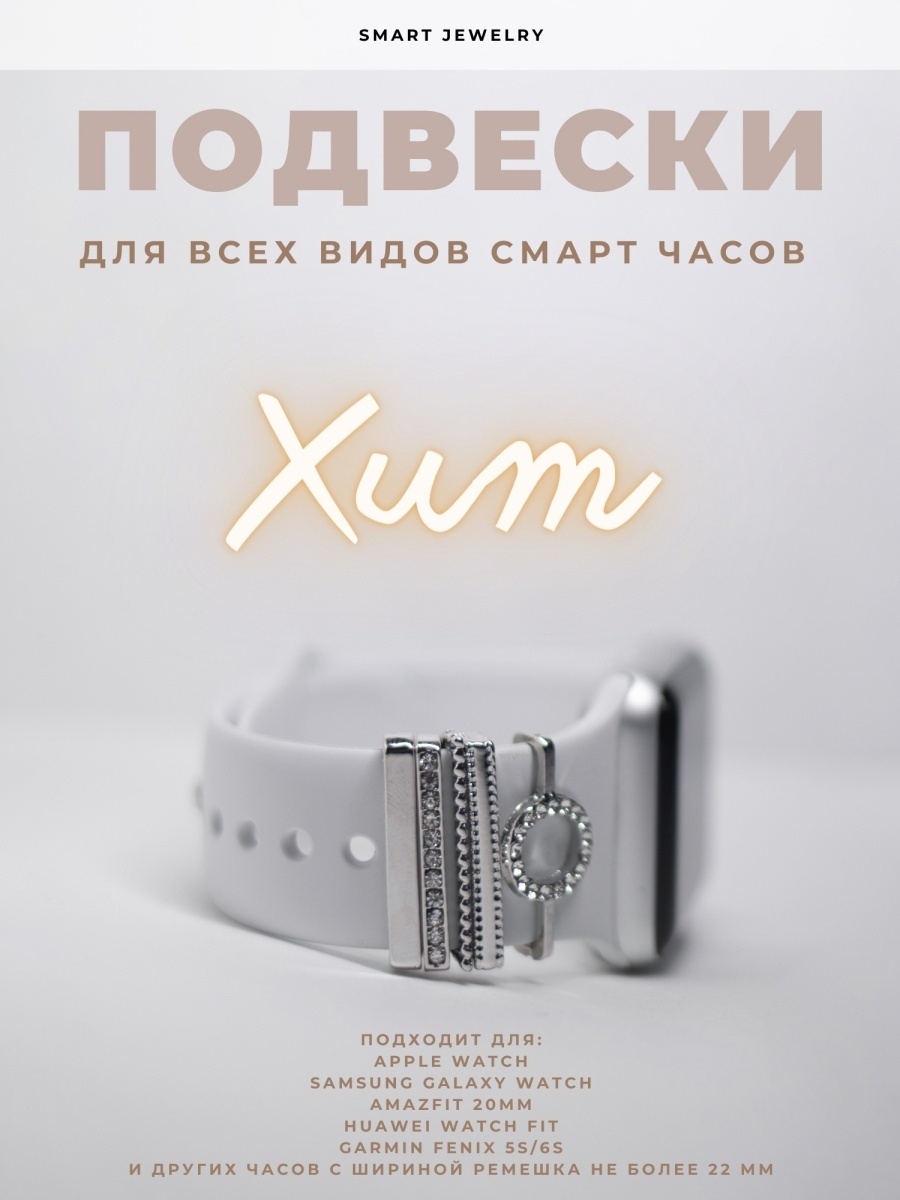 SMART JEWELRY
ПОДВЕСКИ
ДЛЯ ВСЕХ ВИДОВ СМАРТ ЧАСОВ
Хит
ПОДХОДИТ ДЛЯ:
APPLE WATCH
SAMSUNG GALAXY WATCH
AMAZFIT 20ММ
HUAWEI WATCH FIT
GARMIN FENIX 5S/6S
И ДРУГИХ ЧАСОВ С ШИРИНОЙ РЕМЕШКА НЕ БОЛЕЕ 22 ММ